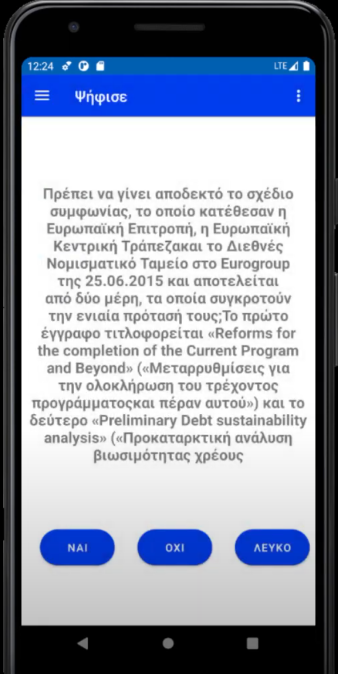 12:24
LTE
Ψήφισε
Πρέπει να γίνει αποδεκτό το σχέδιο
συμφωνίας, το οποίο κατέθεσαν η
Ευρωπαϊκή Επιτροπή, η Ευρωπαϊκή
Κεντρική Τράπεζακαι το Διεθνές
Νομισματικό Ταμείο στο Eurogroup
της 25.06.2015 και αποτελείται
από δύο μέρη, τα οποία συγκροτούν
την ενιαία πρότασή τους;Το πρώτο
έγγραφο τιτλοφορείται «Reforms for
the completion of the Current Program
and Beyond» («Μεταρρυθμίσεις για
την ολοκλήρωση του τρέχοντος
προγράμματοςκαι πέραν αυτού») και το
δεύτερο «Preliminary Debt sustainability
analysis» («Προκαταρκτική ανάλυση
βιωσιμότητας χρέους
ΝΑΙ
ΟΧΙ
ΛΕΥΚΟ